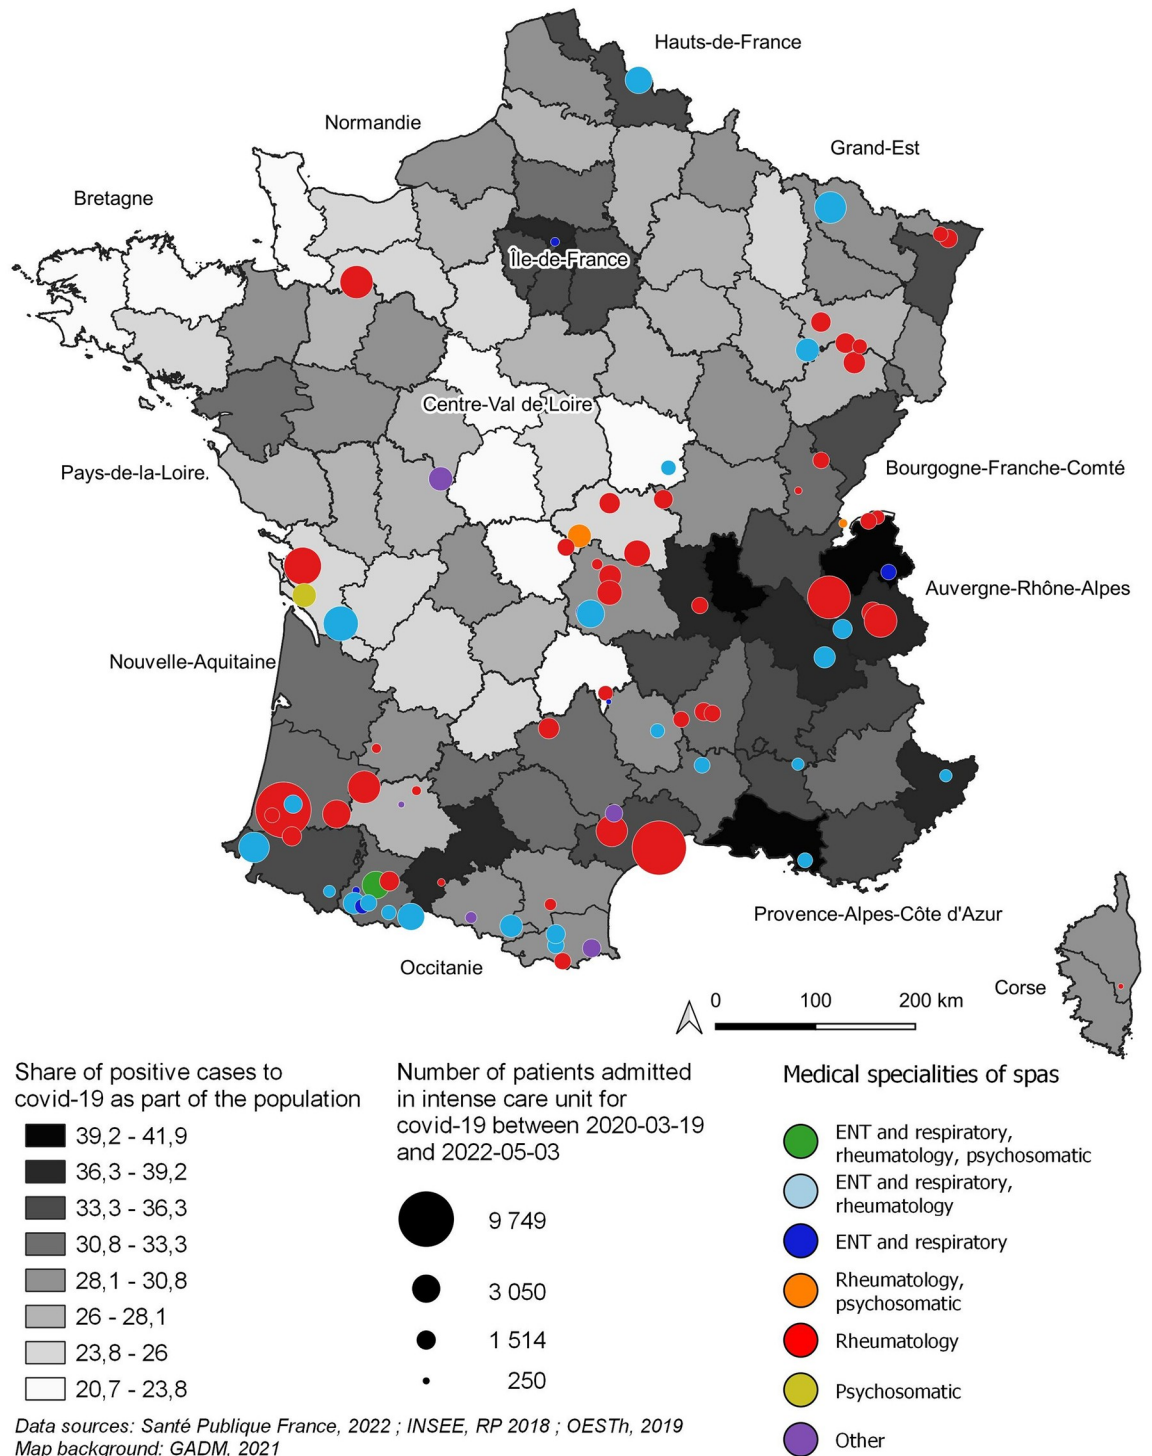 Hauts-de-France
Normandie
Grand-Est
Bretagne
Île-de-France
Centre-Val de Loire
Pays-de-la-Loire.
Bourgogne-Franche-Comté
Auvergne-Rhône-Alpes
Nouvelle-Aquitaine
Provence-Alpes-Côte d'Azur
Occitanie
Corse
0 100 200 km
Share of positive cases to
covid-19 as part of the population
39,2 - 41,9
36,3 - 39,2
33,3 - 36,3
30,8 - 33,3
28,1 - 30,8
26 - 28,1
23,8 - 26
20,7 - 23,8
Number of patients admitted
in intense care unit for
covid-19 between 2020-03-19
and 2022-05-03
9 749
3 050
1 514
250
Medical specialities of spas
ENT and respiratory,
rheumatology, psychosomatic
ENT and respiratory,
rheumatology
ENT and respiratory
Rheumatology,
psychosomatic
Rheumatology
Psychosomatic
Other
Data sources: Santé Publique France, 2022 ; INSEE, RP 2018 ; OESTh, 2019
Map background: GADM, 2021